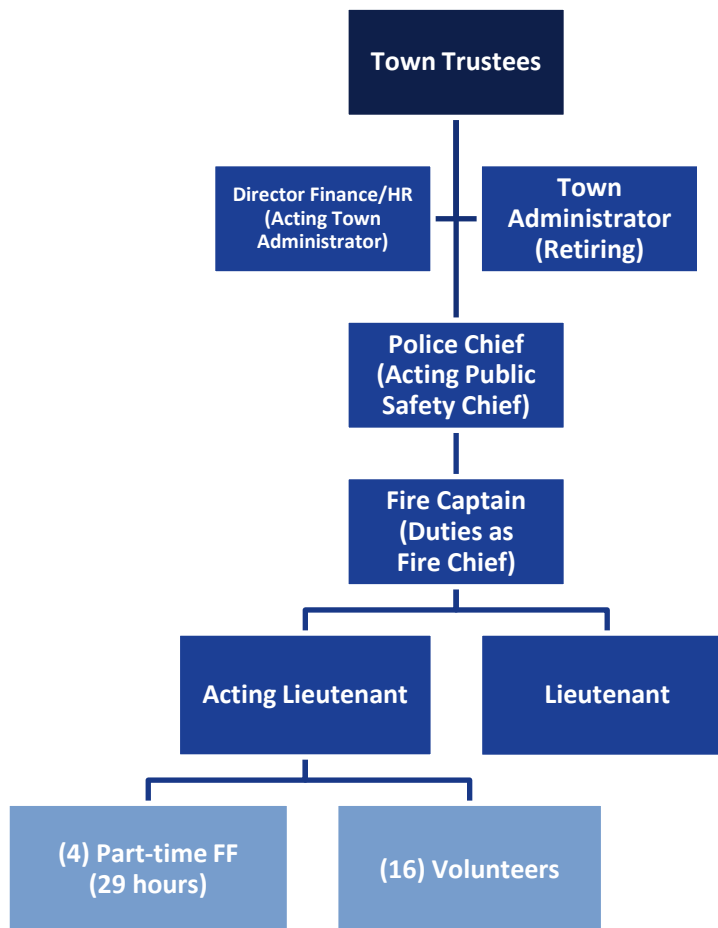 Town Trustees
Director Finance/HR
(Acting Town
Administrator)
Town
Administrator
(Retiring)
Police Chief
(Acting Public
Safety Chief)
Fire Captain
(Duties as
Fire Chief)
Acting Lieutenant
Lieutenant
(4) Part-time FF
(29 hours)
(16) Volunteers